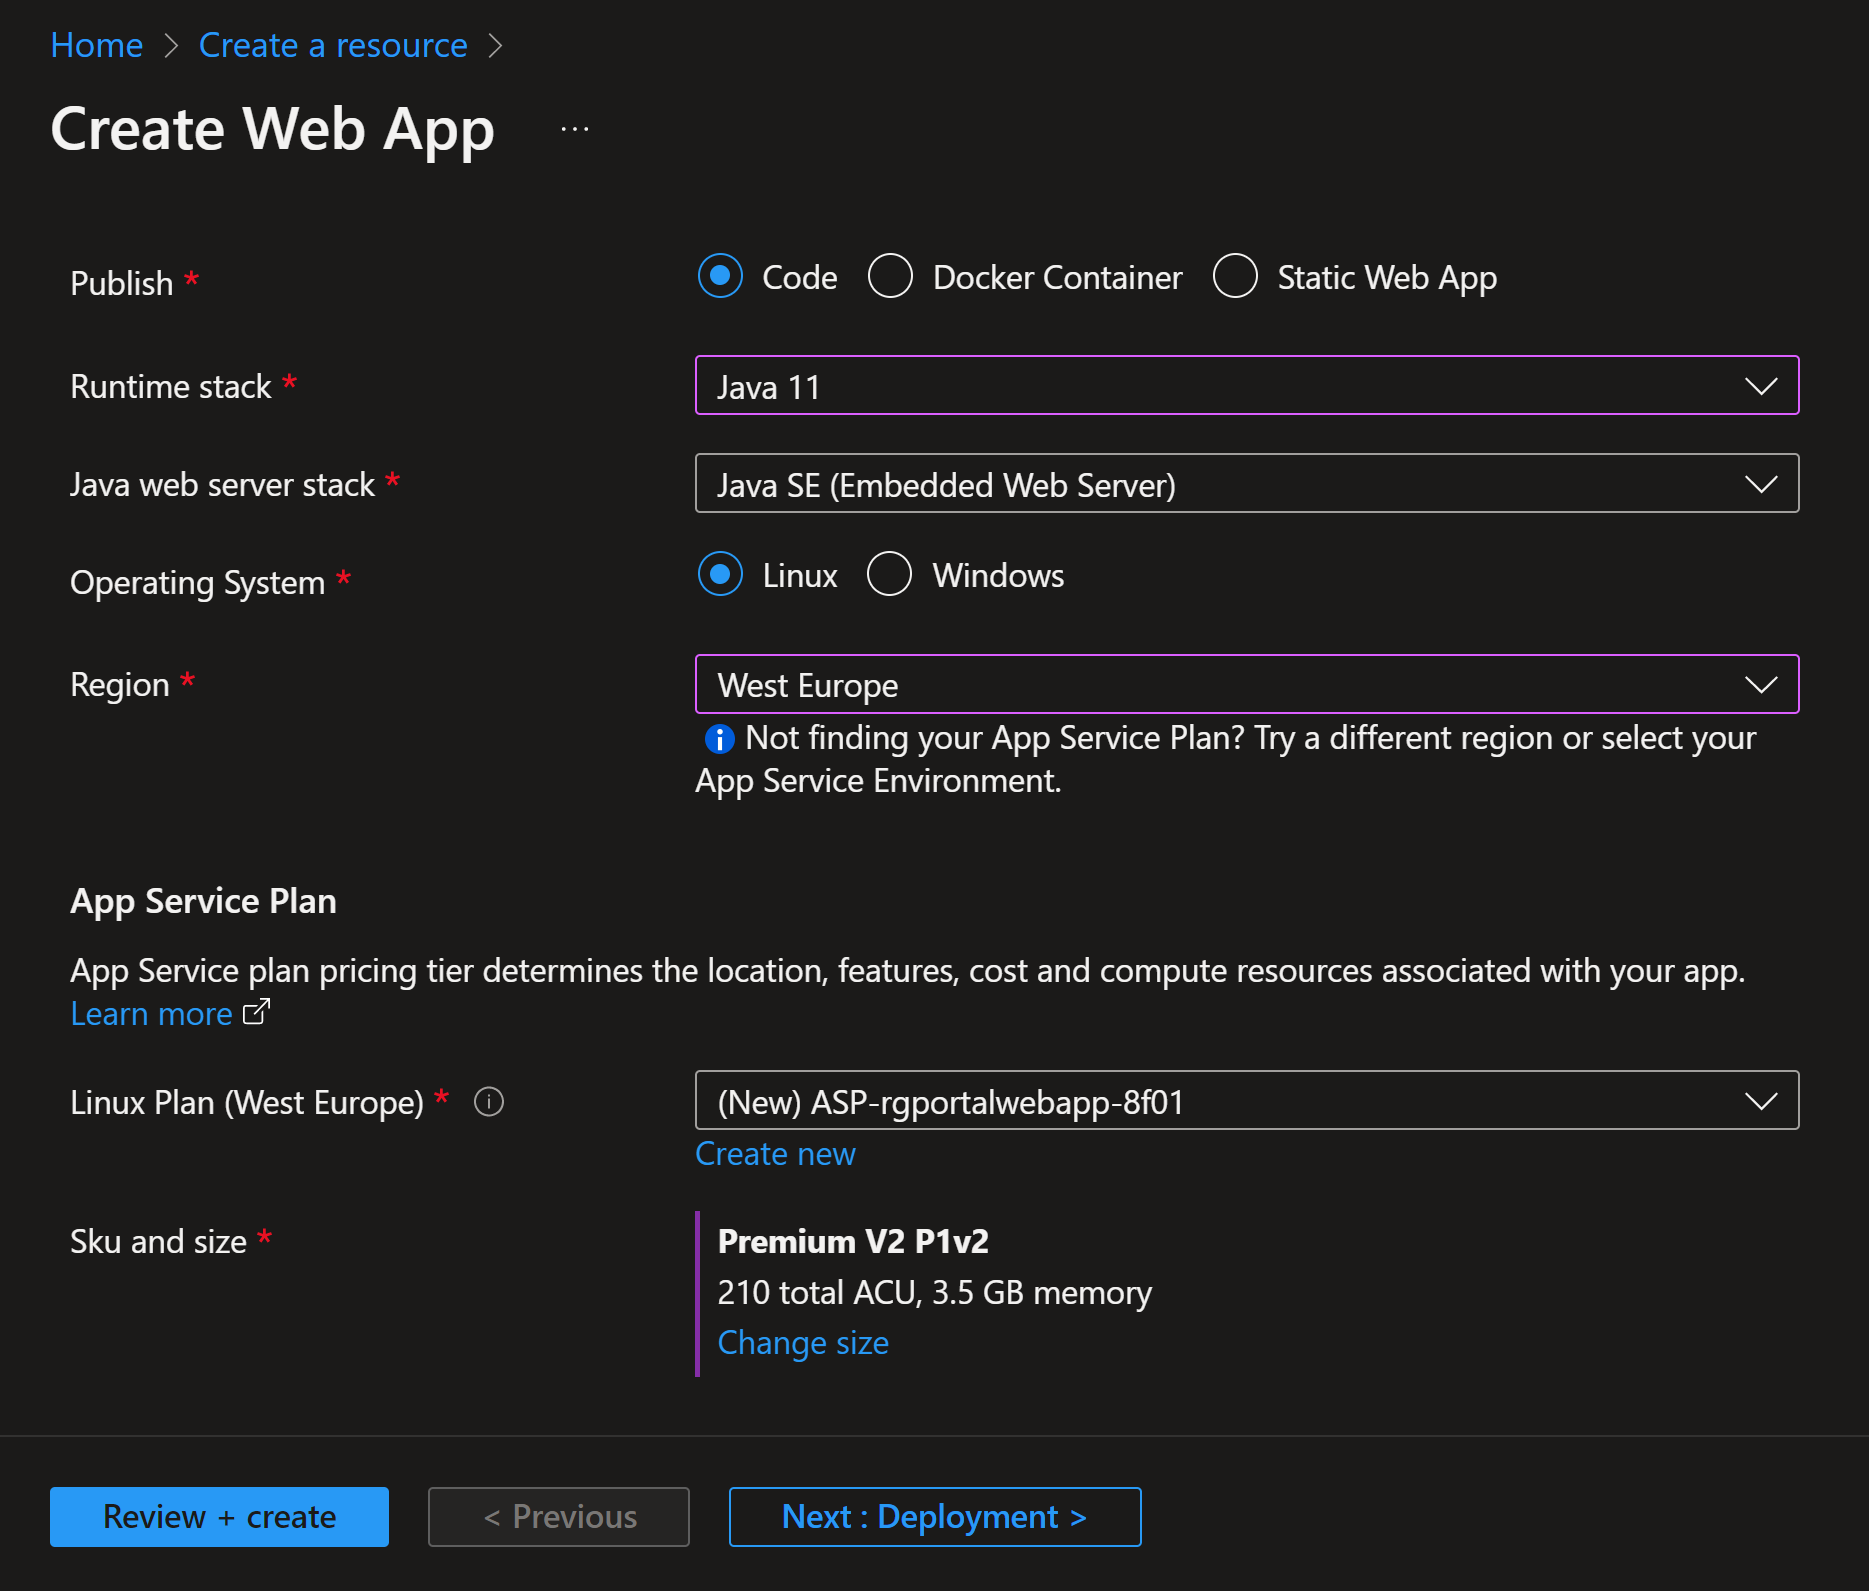 Home > Create a resource >
Create Web App ...
Publish * Code Docker Container Static Web App
Runtime stack * Java 11
Java web server stack * Java SE (Embedded Web Server)
Operating System * Linux Windows
Region * West Europe
Not finding your App Service Plan? Try a different region or select your
App Service Environment.
App Service Plan
App Service plan pricing tier determines the location, features, cost and compute resources associated with your app.
Learn more
Linux Plan (West Europe) * (New) ASP-rgportalwebapp-8f01
Create new
Sku and size * Premium V2 P1v2
210 total ACU, 3.5 GB memory
Change size
Review + create < Previous Next : Deployment >